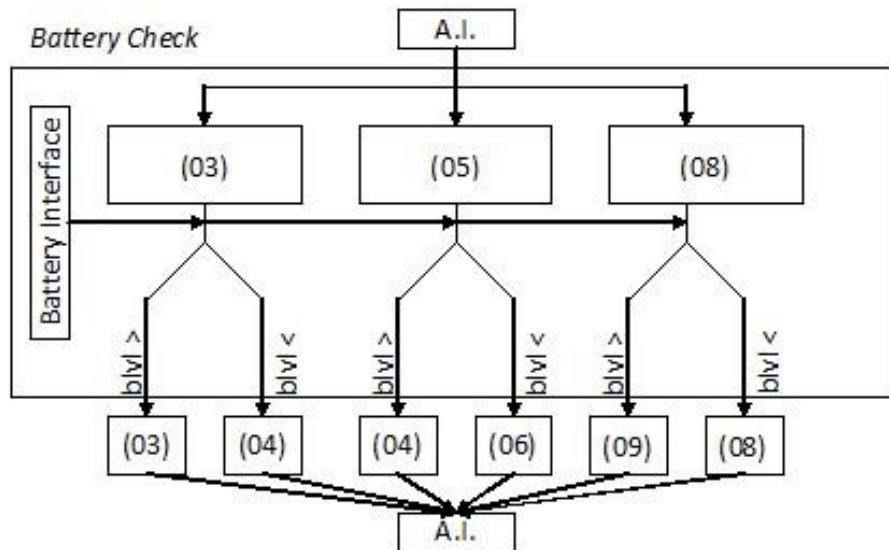 A.I.
Battery Check
Battery Interface
(03)
(05)
(08)
blvl >
blvl <
blvl >
blvl <
blvl >
blvl <
(03)
(04)
(04)
(06)
(09)
(08)
A.I.